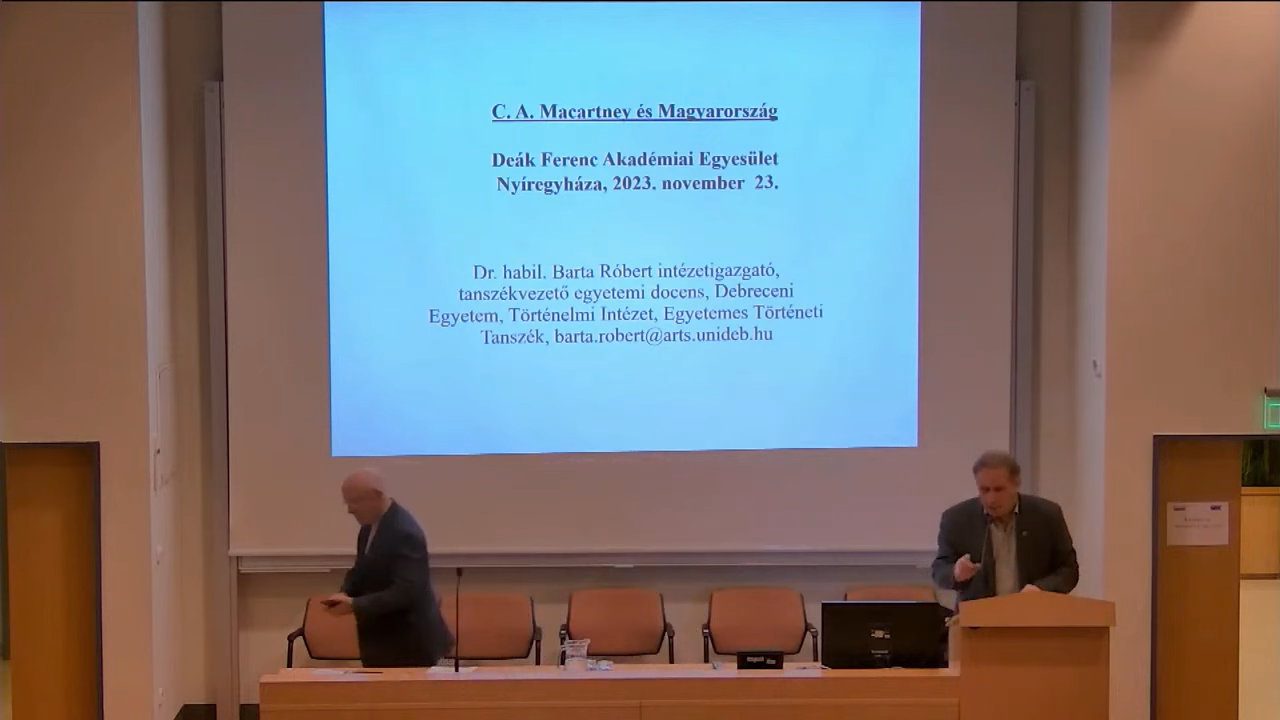 C. A. Macartney és Magyarország
Deák Ferenc Akadémiai Egyesület
Nyíregyháza, 2023. november 23.
Dr. habil. Barta Róbert intézetigazgató,
tanszékvezető egyetemi docens, Debreceni
Egyetem, Történelmi Intézet, Egyetemes Történeti
Tanszék, barta.robert@arts.unideb.hu